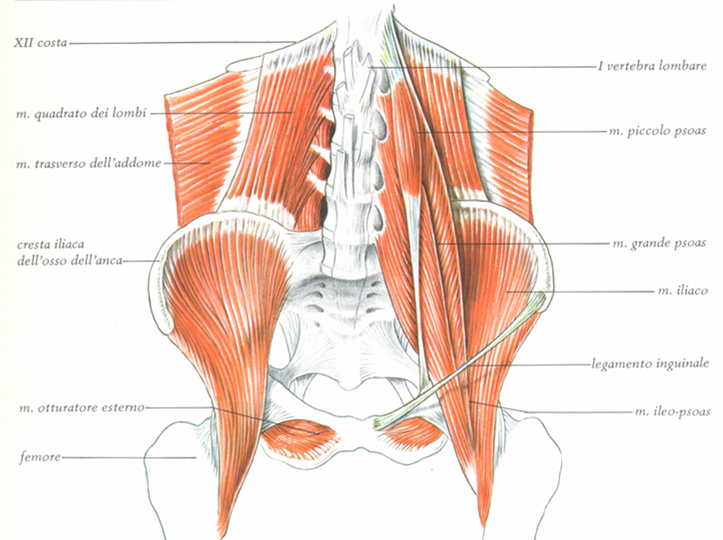 XII costa
m. quadrato dei lombi
m. trasverso dell'addome
cresta iliaca
dell'osso dell'anca
m. otturatore esterno
femore
I vertebra lombare
m. piccolo psoas
m. grande psoas
m. iliaco
legamento inguinale
m. ileo-psoas